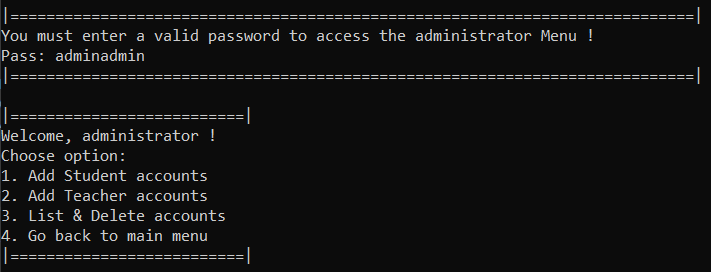 |============================================================================|
You must enter a valid password to access the administrator Menu !
Pass: adminadmin
|============================================================================|
|==========================|
Welcome, administrator !
Choose option:
1. Add Student accounts
2. Add Teacher accounts
3. List & Delete accounts
4. Go back to main menu
|==========================|